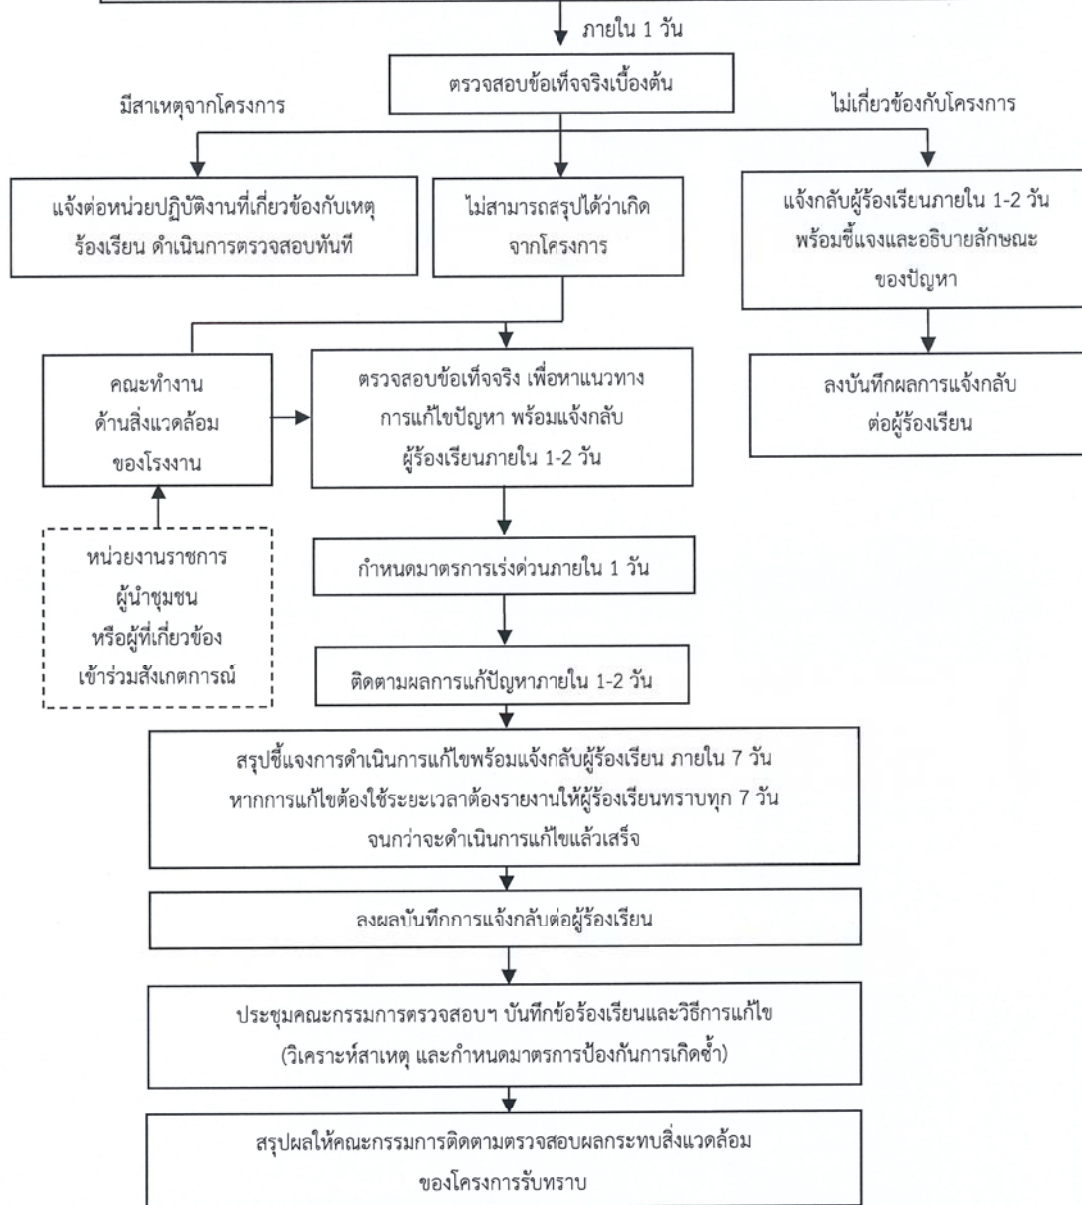 ภายใน 1 วัน
ตรวจสอบข้อเท็จจริงเบื้องต้น
มีสาเหตุจากโครงการ
ไม่เกี่ยวข้องกับโครงการ
แจ้งต่อหน่วยปฏิบัติงานที่เกี่ยวข้องกับเหตุ
ร้องเรียน ดำเนินการตรวจสอบทันที
ไม่สามารถสรุปได้ว่าเกิด
จากโครงการ
แจ้งกลับผู้ร้องเรียนภายใน 1-2 วัน
พร้อมชี้แจงและอธิบายลักษณะ
ของปัญหา
คณะทำงาน
ด้านสิ่งแวดล้อม
ของโรงงาน
ตรวจสอบข้อเท็จจริง เพื่อหาแนวทาง
การแก้ไขปัญหา พร้อมแจ้งกลับ
ผู้ร้องเรียนภายใน 1-2 วัน
ลงบันทึกผลการแจ้งกลับ
ต่อผู้ร้องเรียน
หน่วยงานราชการ
ผู้นำชุมชน
หรือผู้ที่เกี่ยวข้อง
เข้าร่วมสังเกตการณ์
กำหนดมาตรการเร่งด่วนภายใน 1 วัน
ติดตามผลการแก้ปัญหาภายใน 1-2 วัน
สรุปชี้แจงการดำเนินการแก้ไขพร้อมแจ้งกลับผู้ร้องเรียน ภายใน 7 วัน
หากการแก้ไขต้องใช้ระยะเวลาต้องรายงานให้ผู้ร้องเรียนทราบทุก 7 วัน
จนกว่าจะดำเนินการแก้ไขแล้วเสร็จ
ลงผลบันทึกการแจ้งกลับต่อผู้ร้องเรียน
ประชุมคณะกรรมการตรวจสอบฯ บันทึกข้อร้องเรียนและวิธีการแก้ไข
(วิเคราะห์สาเหตุ และกำหนดมาตรการป้องกันการเกิดซ้ำ)
สรุปผลให้คณะกรรมการติดตามตรวจสอบผลกระทบสิ่งแวดล้อม
ของโครงการรับทราบ